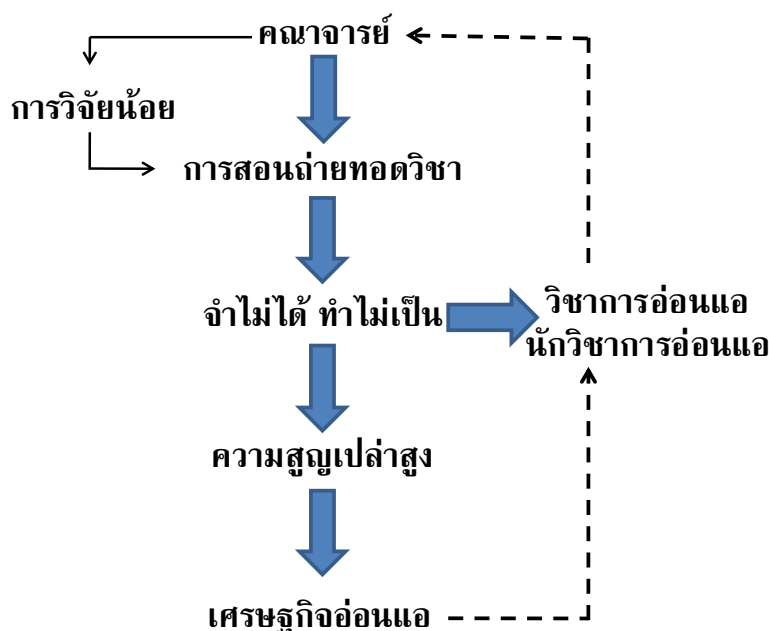 คณาจารย์
การวิจัยน้อย
การสอนถ่ายทอดวิชา
จำไม่ได้ ทำไม่เป็น
วิชาการอ่อนแอ
นักวิชาการอ่อนแอ
ความสูญเปล่าสูง
เศรษฐกิจอ่อนแอ